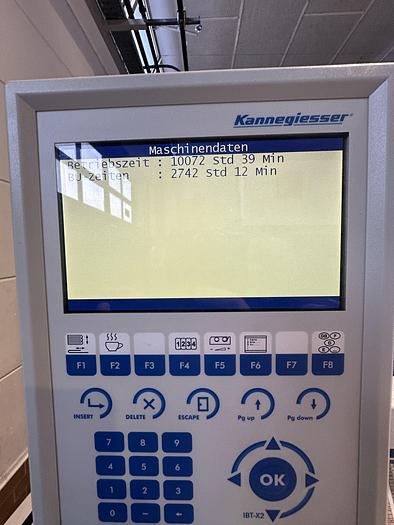 Kannegiesser
Maschinendaten
Betriebszeit : 10072 Std 39 Min
BU-Zeiten : 2742 Std 12 Min
1234
F1 F2 F3 F4 F5 F6 F7 F8
INSERT DELETE ESCAPE Pg up Pg down
7 8 9
4 5 6
1 2 3
0 –
OK
IBT-X2